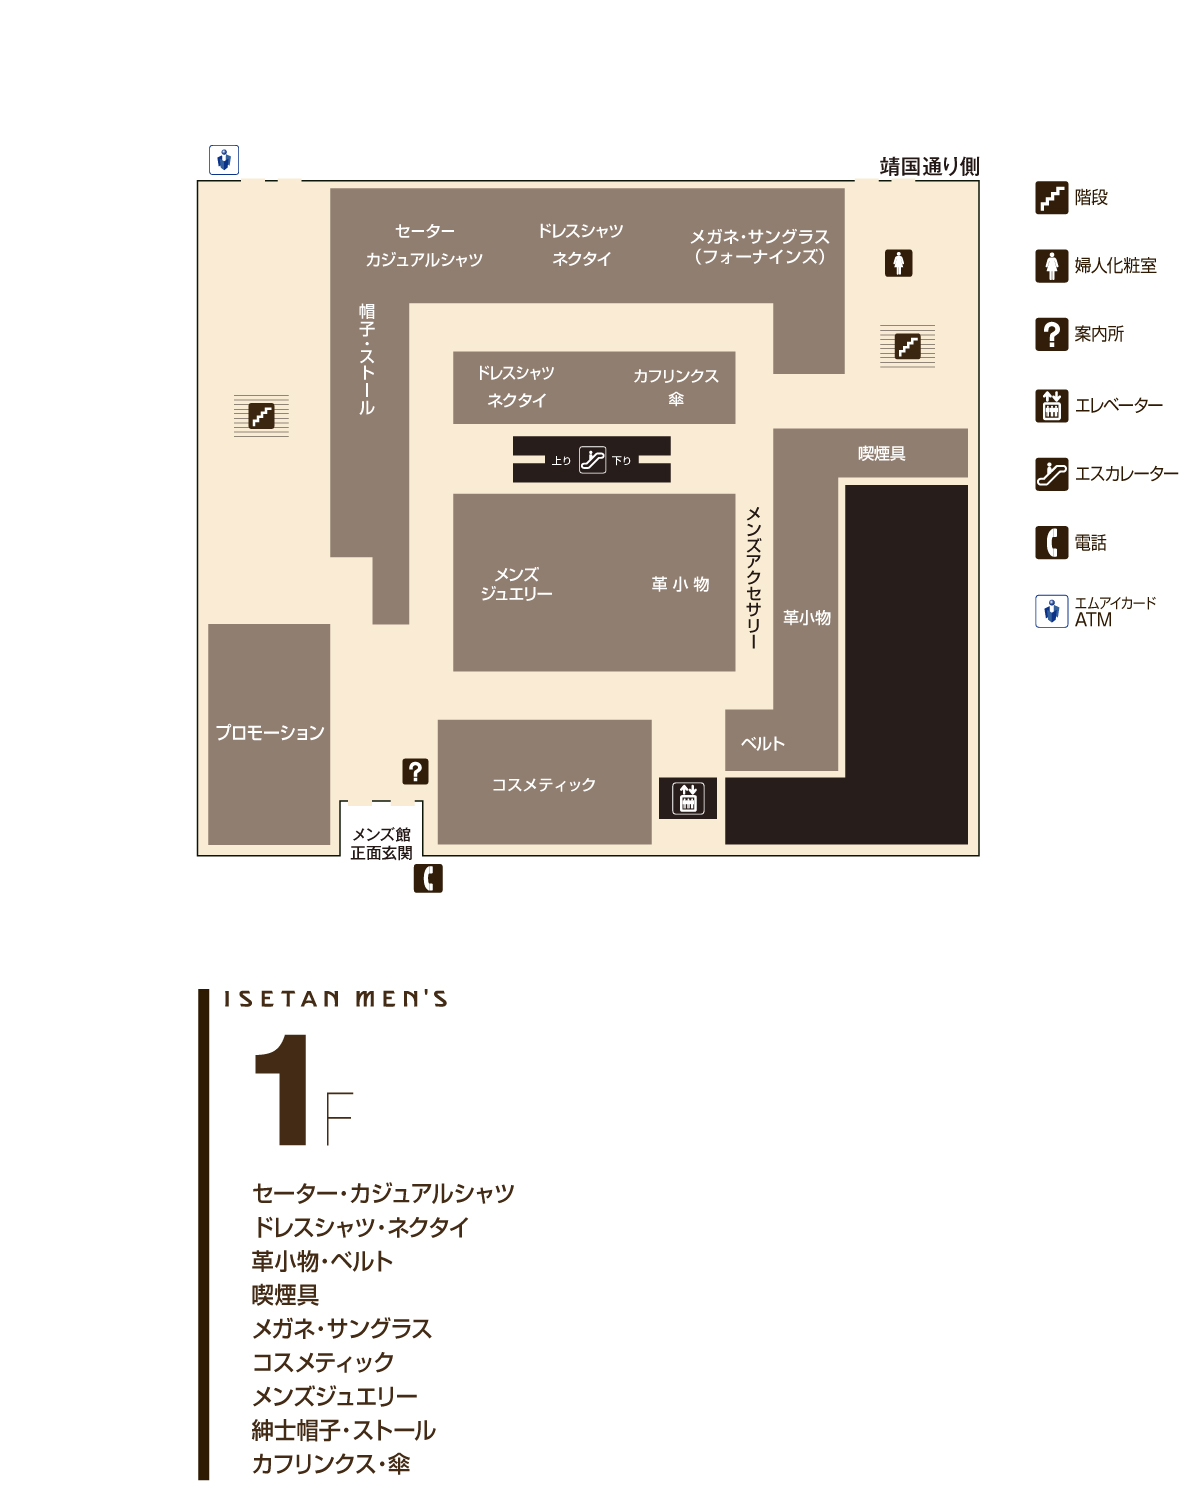 靖国通り側
セーター
カジュアルシャツ
ドレスシャツ
ネクタイ
メガネ・サングラス
（フォーナインズ）
帽子・ストール
ドレスシャツ
ネクタイ
カフリンクス
傘
上り
下り
喫煙具
メンズ
ジュエリー
革小物
メンズアクセサリー
革小物
プロモーション
ベルト
コスメティック
メンズ館
正面玄関
階段
婦人化粧室
案内所
エレベーター
エスカレーター
電話
エムアイカード
ATM
ISETAN MEN'S
1F
セーター・カジュアルシャツ
ドレスシャツ・ネクタイ
革小物・ベルト
喫煙具
メガネ・サングラス
コスメティック
メンズジュエリー
紳士帽子・ストール
カフリンクス・傘